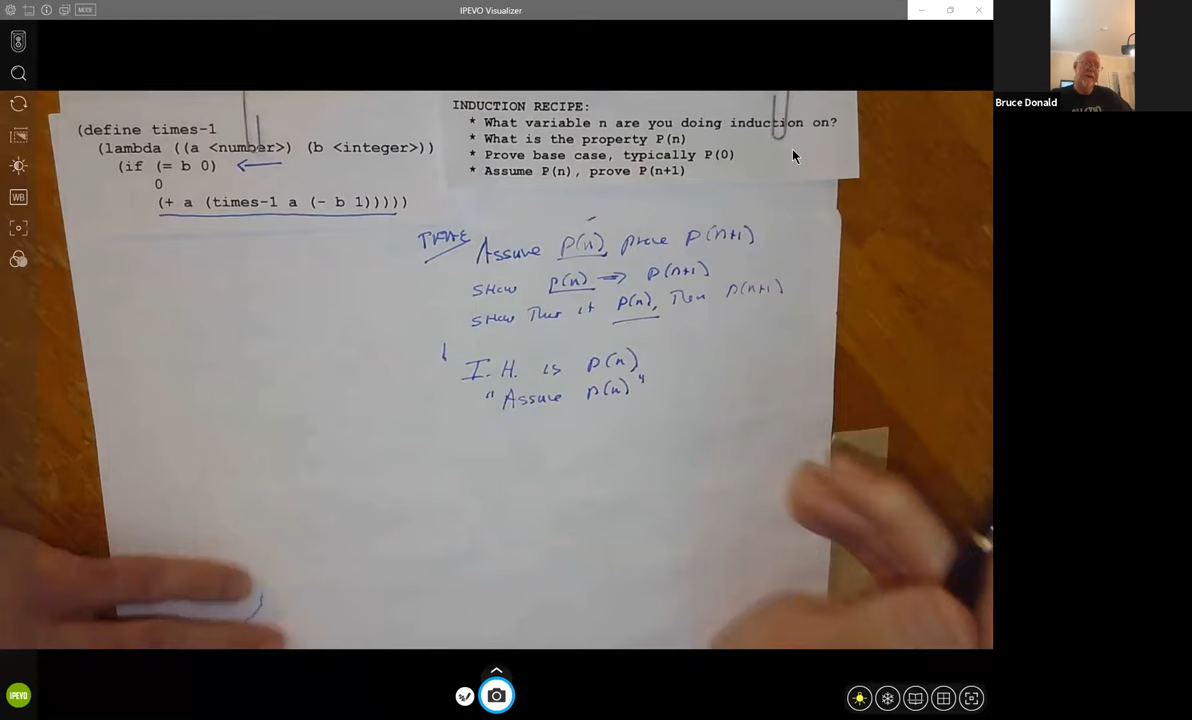 MODE
IPEVO Visualizer
Bruce Donald
(define times-1
(lambda ((a <number>) (b <integer>))
(if (= b 0)
0
(+ a (times-1 a (- b 1)))))
INDUCTION RECIPE:
* What variable n are you doing induction on?
* What is the property P(n)
* Prove base case, typically P(0)
* Assume P(n), prove P(n+1)
Assume P(n), prove P(n+1)
show P(n) ⇒ P(n+1)
show that if P(n), then P(n+1)
I.H. is P(n)
"Assume P(n)"
WB
IPEVO